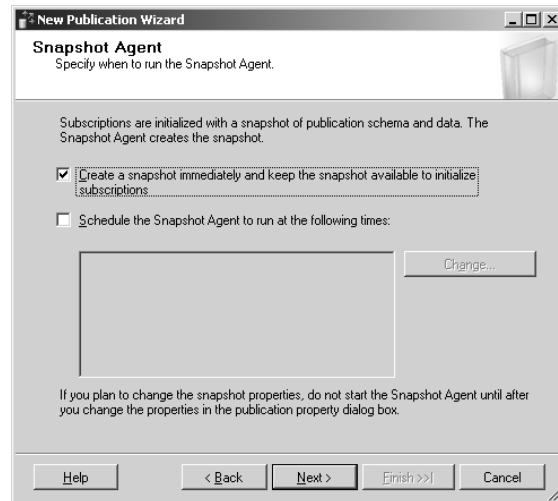 New Publication Wizard
Snapshot Agent
Specify when to run the Snapshot Agent.
Subscriptions are initialized with a snapshot of publication schema and data. The
Snapshot Agent creates the snapshot.
Create a snapshot immediately and keep the snapshot available to initialize
subscriptions
Schedule the Snapshot Agent to run at the following times:
Change...
If you plan to change the snapshot properties, do not start the Snapshot Agent until after
you change the properties in the publication property dialog box.
Help < Back Next > Finish >>| Cancel